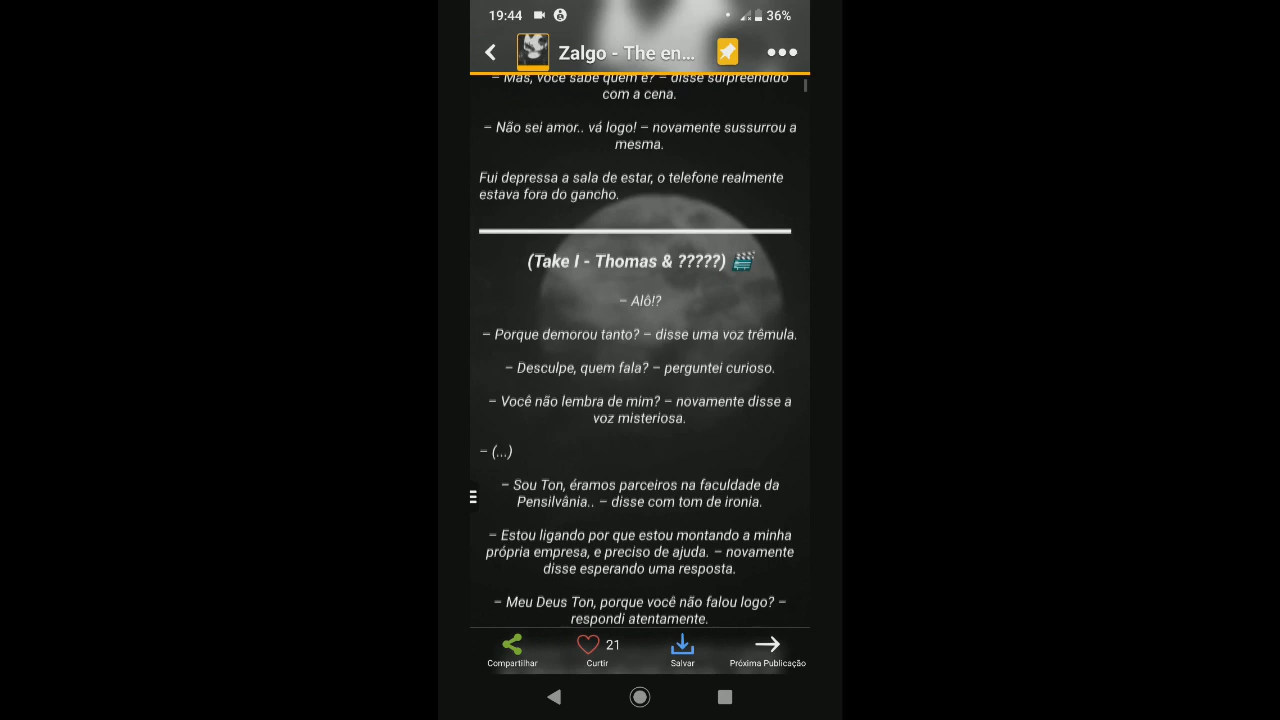 19:44
36%
Zalgo - The en...
– Mas, você sabe quem é? – disse surpreendido
com a cena.
– Não sei amor.. vá logo! – novamente sussurrou a
mesma.
Fui depressa a sala de estar, o telefone realmente
estava fora do gancho.
(Take I - Thomas & ?????)
– Alô!?
– Porque demorou tanto? – disse uma voz trêmula.
– Desculpe, quem fala? – perguntei curioso.
– Você não lembra de mim? – novamente disse a
voz misteriosa.
– (...)
– Sou Ton, éramos parceiros na faculdade da
Pensilvânia.. – disse com tom de ironia.
– Estou ligando por que estou montando a minha
própria empresa, e preciso de ajuda. – novamente
disse esperando uma resposta.
– Meu Deus Ton, porque você não falou logo? –
respondi atentamente.
21
Compartilhar Curtir Salvar Próxima Publicação